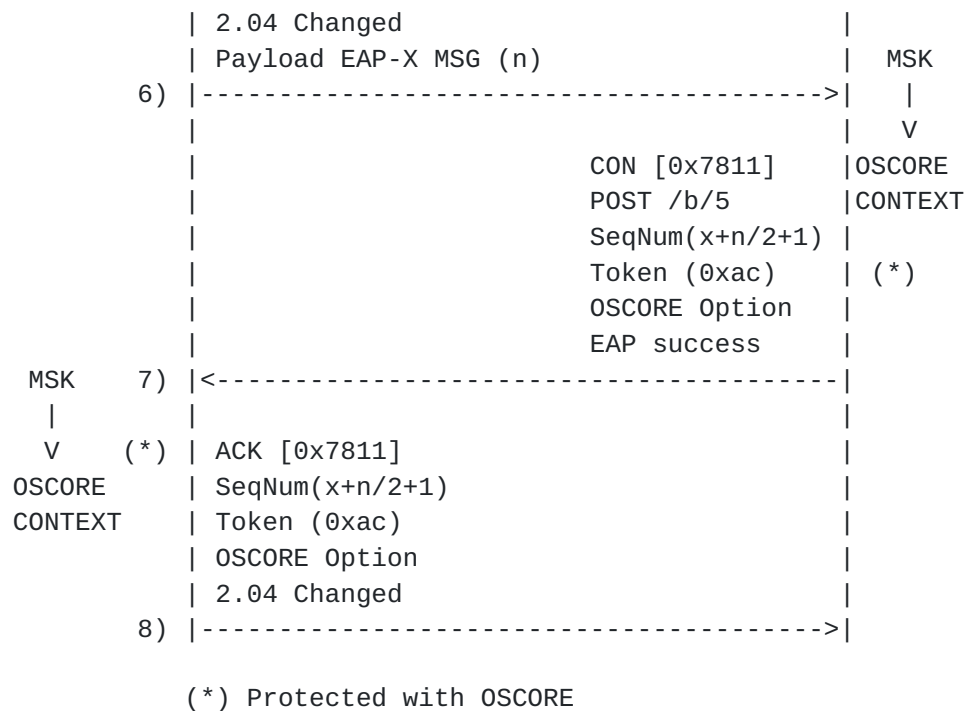 | 2.04 Changed                            |
| Payload EAP-X MSG (n)                   |   MSK
6) |---------------------------------------->|    |
|                                         |    V
|                         CON [0x7811]    |OSCORE
|                         POST /b/5       |CONTEXT
|                         SeqNum(x+n/2+1) |
|                         Token (0xac)    | (*)
|                         OSCORE Option   |
|                         EAP success     |
MSK    7) |<----------------------------------------|
|       |                                         |
V    (*) | ACK [0x7811]                            |
OSCORE     | SeqNum(x+n/2+1)                         |
CONTEXT    | Token (0xac)                            |
| OSCORE Option                           |
| 2.04 Changed                            |
8) |---------------------------------------->|
(*) Protected with OSCORE